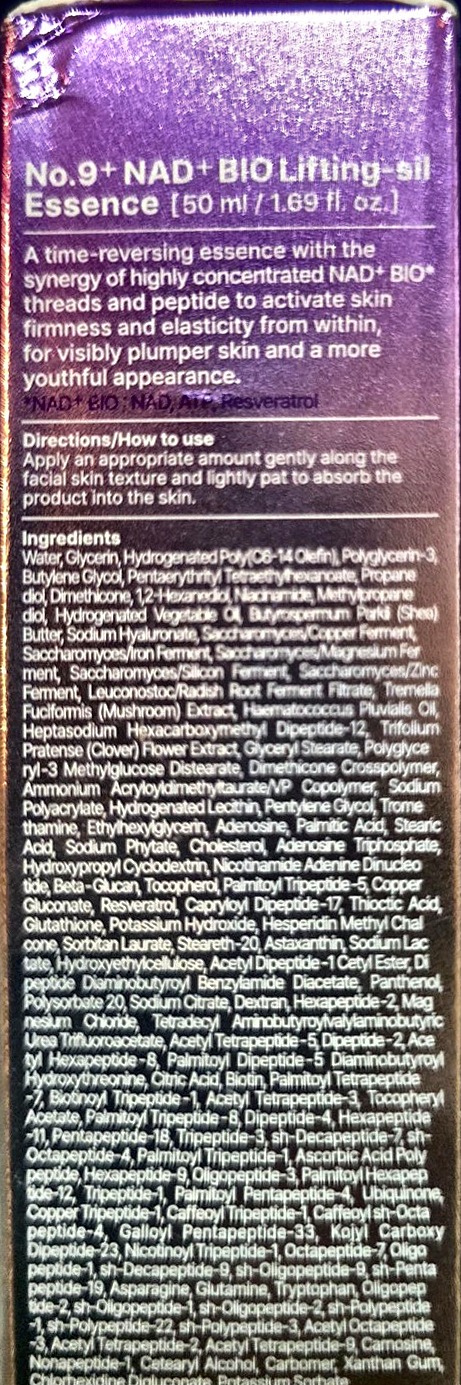 No.9+ NAD+ BIO Lifting-sil
Essence [50 ml / 1.69 fl. oz.]
A time-reversing essence with the
synergy of highly concentrated NAD+ BIO*
threads and peptide to activate skin
firmness and elasticity from within,
for visibly plumper skin and a more
youthful appearance.
*NAD+ BIO ; NAD, ATP, Resveratrol
Directions/How to use
Apply an appropriate amount gently along the
facial skin texture and lightly pat to absorb the
product into the skin.
Ingredients
Water, Glycerin, Hydrogenated Poly(C6-14 Olefin), Polyglycerin-3,
Butylene Glycol, Pentaerythrityl Tetraethylhexanoate, Propane
diol, Dimethicone, 1,2-Hexanediol, Niacinamide, Methylpropane
diol, Hydrogenated Vegetable Oil, Butyrospermum Parkii (Shea)
Butter, Sodium Hyaluronate, Saccharomyces/Copper Ferment,
Saccharomyces/Iron Ferment, Saccharomyces/Magnesium Fer
ment, Saccharomyces/Silicon Ferment, Saccharomyces/Zinc
Ferment, Leuconostoc/Radish Root Ferment Filtrate, Tremella
Fuciformis (Mushroom) Extract, Haematococcus Pluvialis Oil,
Heptasodium Hexacarboxymethyl Dipeptide-12, Trifolium
Pratense (Clover) Flower Extract, Glyceryl Stearate, Polyglyce
ryl-3 Methylglucose Distearate, Dimethicone Crosspolymer,
Ammonium Acryloyldimethyltaurate/VP Copolymer, Sodium
Polyacrylate, Hydrogenated Lecithin, Pentylene Glycol, Trome
thamine, Ethylhexylglycerin, Adenosine, Palmitic Acid, Stearic
Acid, Sodium Phytate, Cholesterol, Adenosine Triphosphate,
Hydroxypropyl Cyclodextrin, Nicotinamide Adenine Dinucleo
tide, Beta-Glucan, Tocopherol, Palmitoyl Tripeptide-5, Copper
Gluconate, Resveratrol, Capryloyl Dipeptide-17, Thioctic Acid,
Glutathione, Potassium Hydroxide, Hesperidin Methyl Chal
cone, Sorbitan Laurate, Steareth-20, Astaxanthin, Sodium Lac
tate, Hydroxyethylcellulose, Acetyl Dipeptide-1 Cetyl Ester, Di
peptide Diaminobutyroyl Benzylamide Diacetate, Panthenol,
Polysorbate 20, Sodium Citrate, Dextran, Hexapeptide-2, Mag
nesium Chloride, Tetradecyl Aminobutyroylvalylaminobutyric
Urea Trifluoroacetate, Acetyl Tetrapeptide-5, Dipeptide-2, Ace
tyl Hexapeptide-8, Palmitoyl Dipeptide-5 Diaminobutyroyl
Hydroxythreonine, Citric Acid, Biotin, Palmitoyl Tetrapeptide
-7, Biotinoyl Tripeptide-1, Acetyl Tetrapeptide-3, Tocopheryl
Acetate, Palmitoyl Tripeptide-8, Dipeptide-4, Hexapeptide
-11, Pentapeptide-18, Tripeptide-3, sh-Decapeptide-7, sh-
Octapeptide-4, Palmitoyl Tripeptide-1, Ascorbic Acid Poly
peptide, Hexapeptide-9, Oligopeptide-3, Palmitoyl Hexapep
tide-12, Tripeptide-1, Palmitoyl Pentapeptide-4, Ubiquinone,
Copper Tripeptide-1, Caffeoyl Tripeptide-1, Caffeoyl sh-Octa
peptide-4, Galloyl Pentapeptide-33, Kojyl Carboxy
Dipeptide-23, Nicotinoyl Tripeptide-1, Octapeptide-7, Oligo
peptide-1, sh-Decapeptide-9, sh-Oligopeptide-9, sh-Penta
peptide-19, Asparagine, Glutamine, Tryptophan, Oligopep
tide-2, sh-Oligopeptide-1, sh-Oligopeptide-2, sh-Polypeptide
-1, sh-Polypeptide-22, sh-Polypeptide-3, Acetyl Octapeptide
-3, Acetyl Tetrapeptide-2, Acetyl Tetrapeptide-9, Carnosine,
Nonapeptide-1, Cetearyl Alcohol, Carbomer, Xanthan Gum,
Chlorhexidine Digluconate, Potassium Sorbate